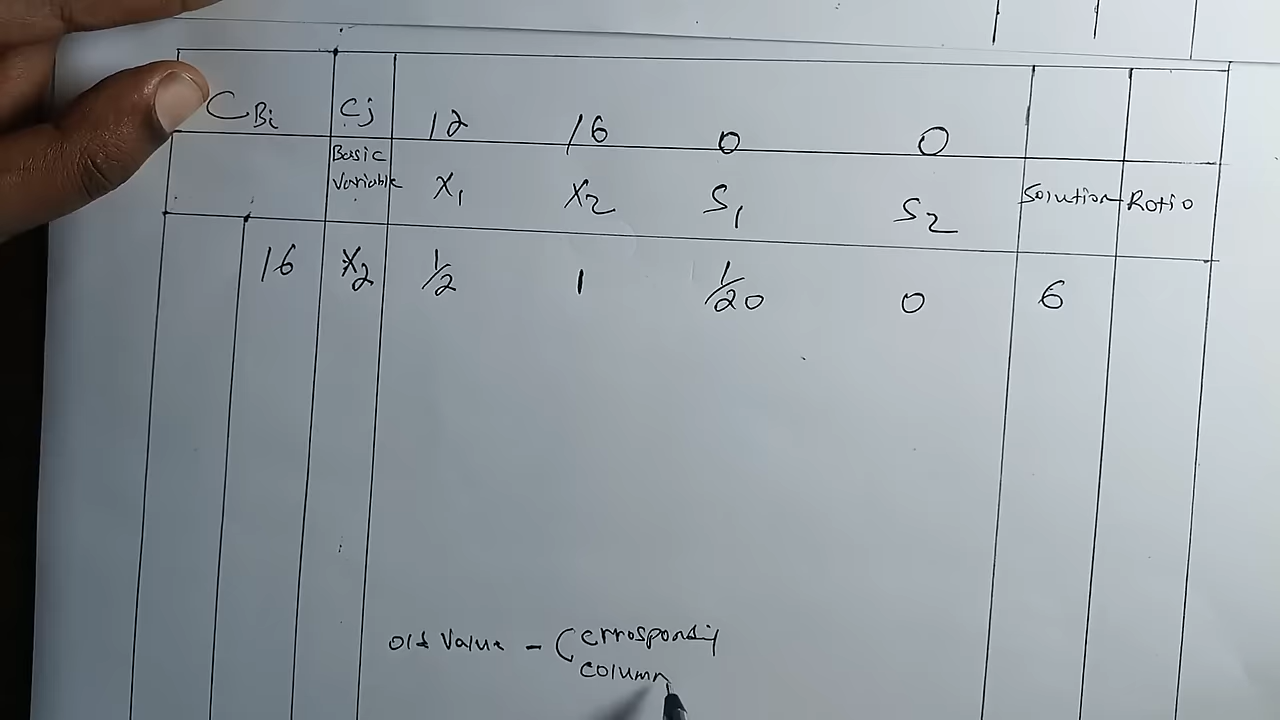 CBi Cj 12 16 0 0
Basic Variable X1 X2 S1 S2 Solution Ratio
16 X2 1/2 1 1/20 0 6
Old Value - (Cerrosponding
column